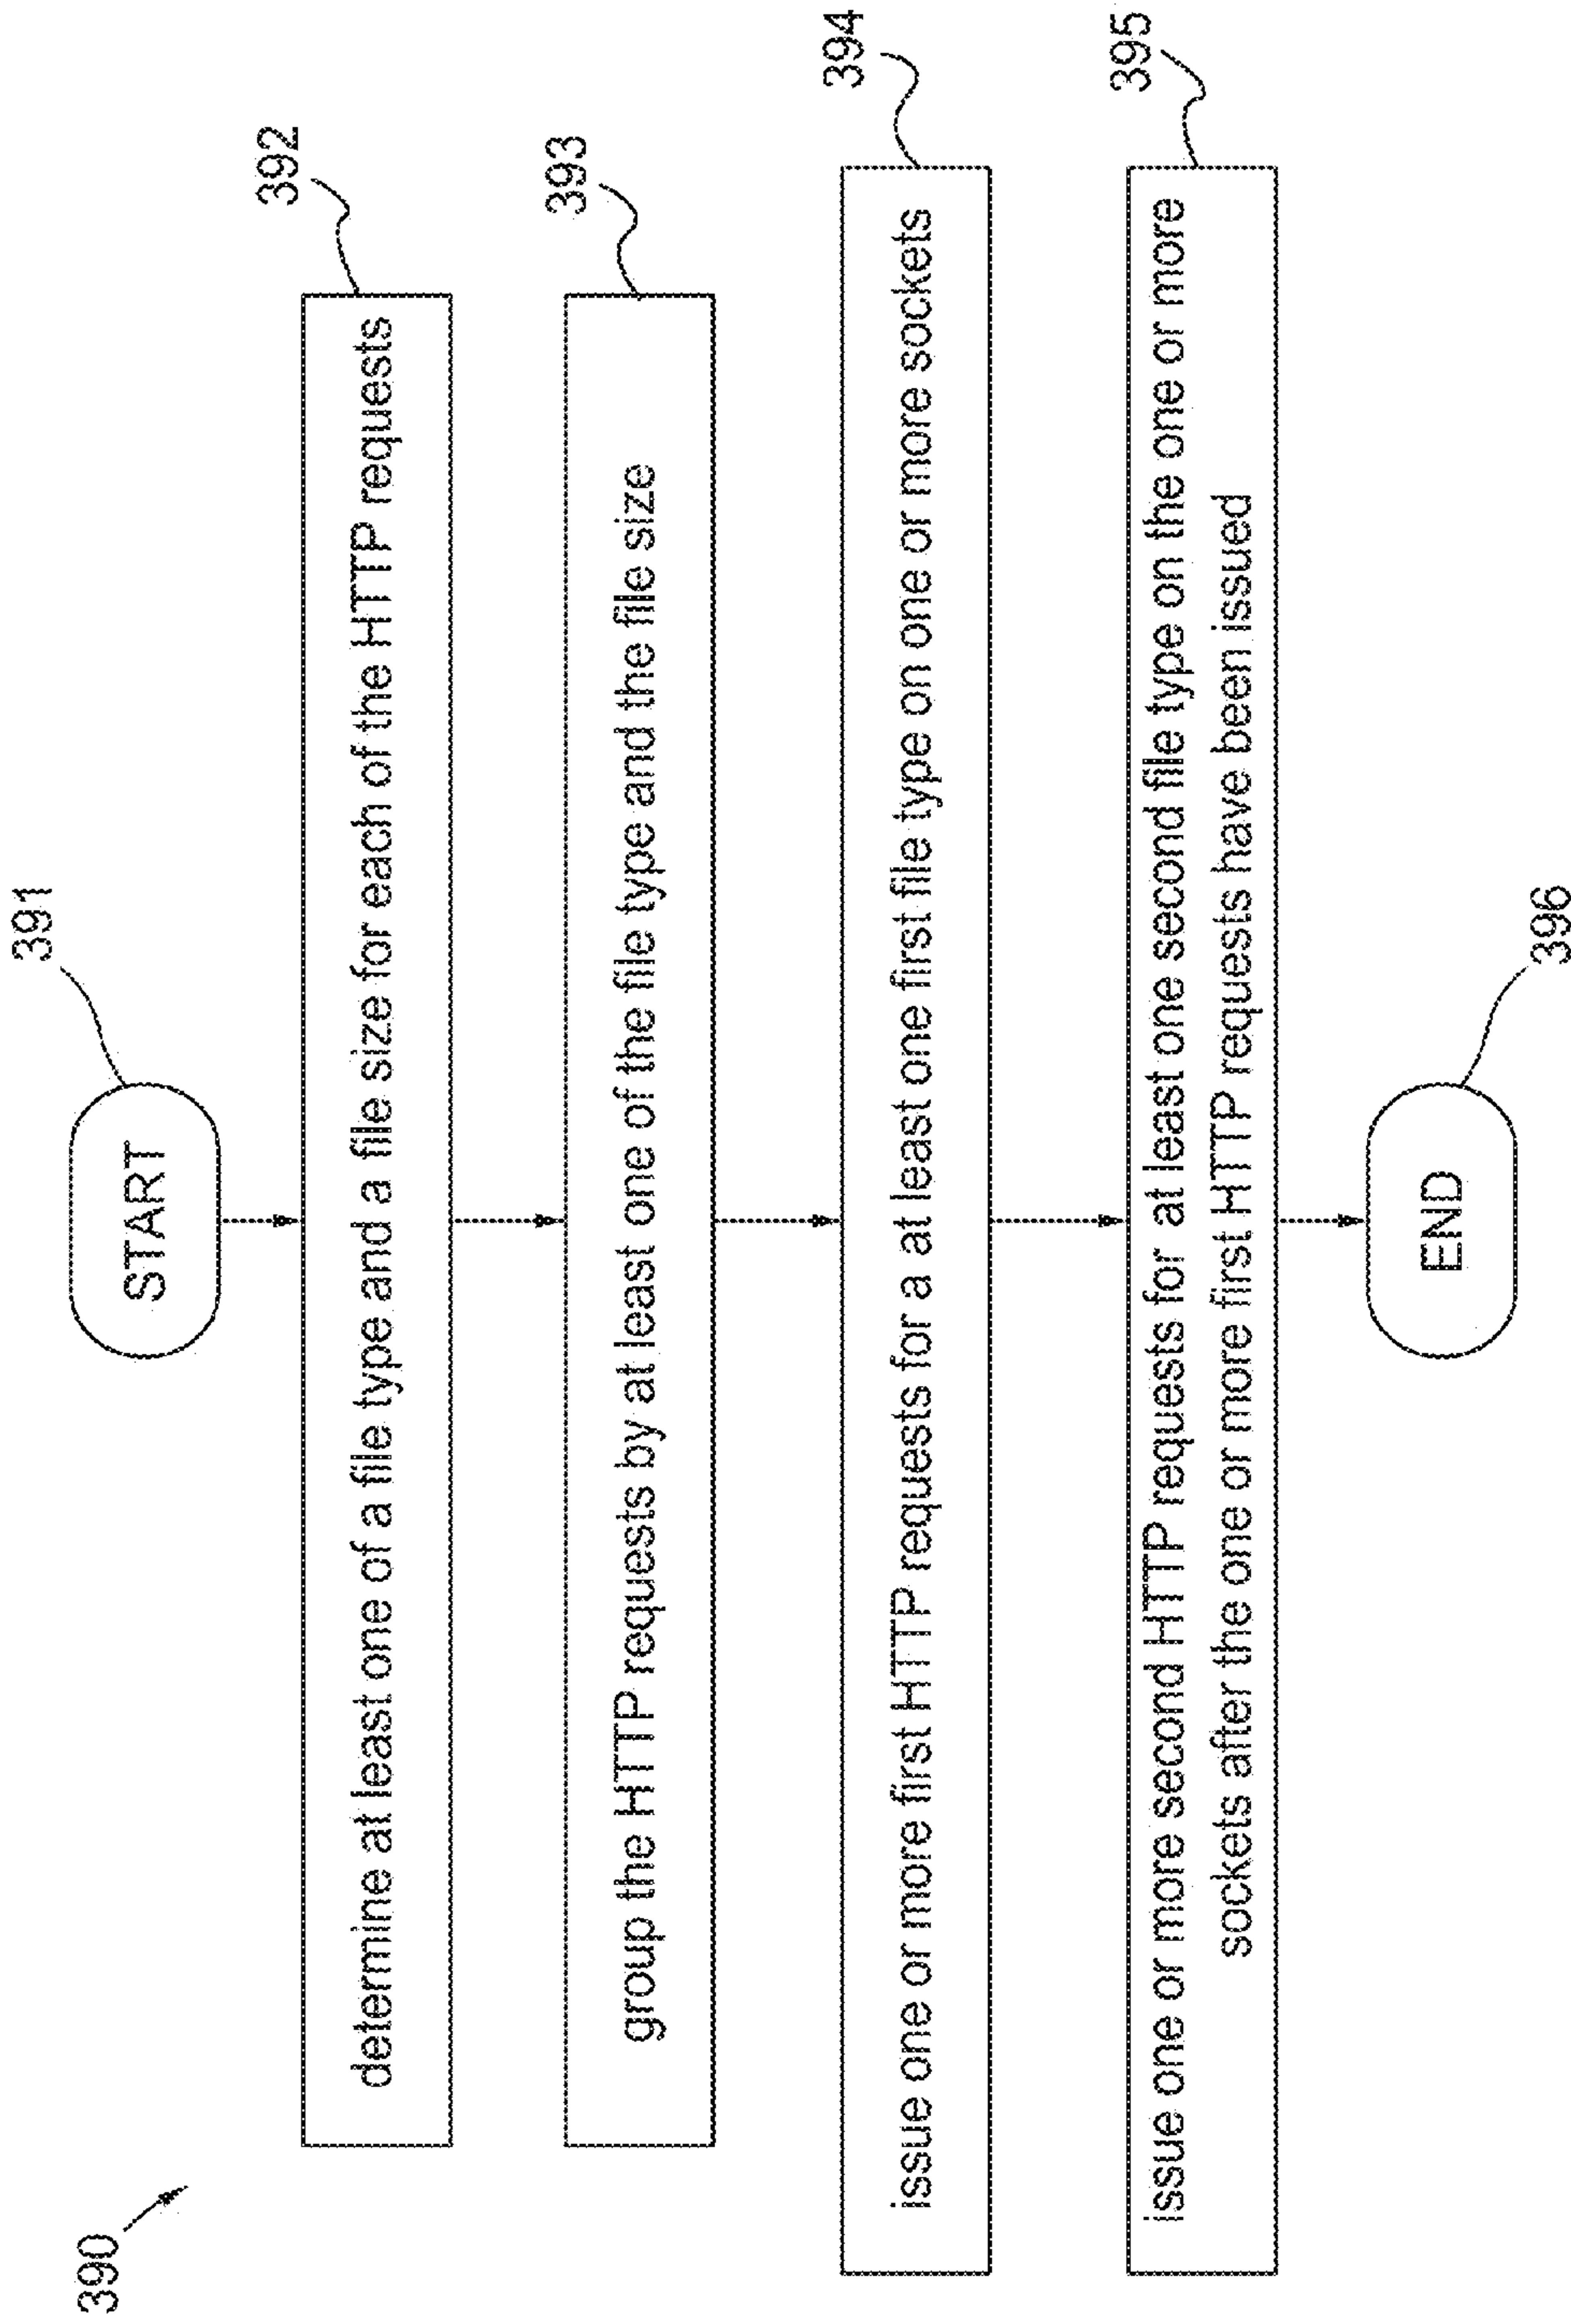 390
START
391
determine at least one of a file type and a file size for each of the HTTP requests
392
group the HTTP requests by at least one of the file type and the file size
393
issue one or more first HTTP requests for a at least one first file type on one or more sockets
394
issue one or more second HTTP requests for at least one second file type on the one or more
sockets after the one or more first HTTP requests have been issued
395
END
396